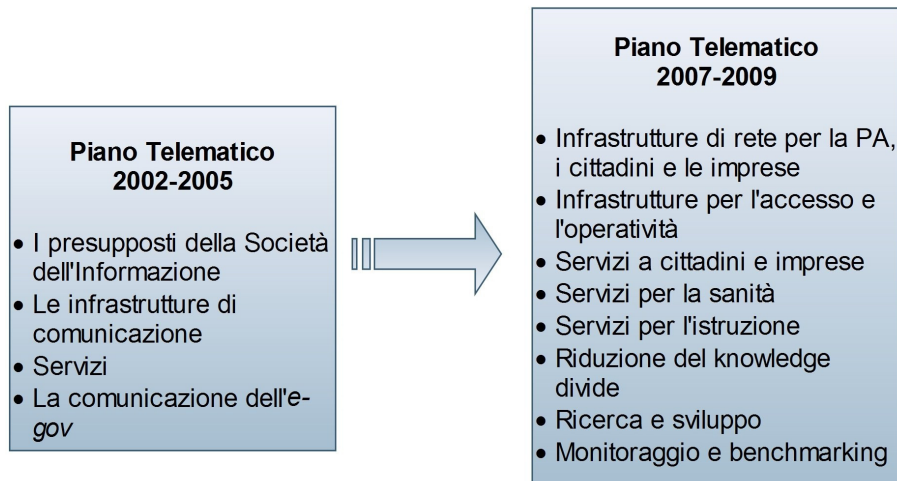 Piano Telematico
2002-2005
• I presupposti della Società
dell'Informazione
• Le infrastrutture di
comunicazione
• Servizi
• La comunicazione dell'e-
gov
Piano Telematico
2007-2009
• Infrastrutture di rete per la PA,
i cittadini e le imprese
• Infrastrutture per l'accesso e
l'operatività
• Servizi a cittadini e imprese
• Servizi per la sanità
• Servizi per l'istruzione
• Riduzione del knowledge
divide
• Ricerca e sviluppo
• Monitoraggio e benchmarking